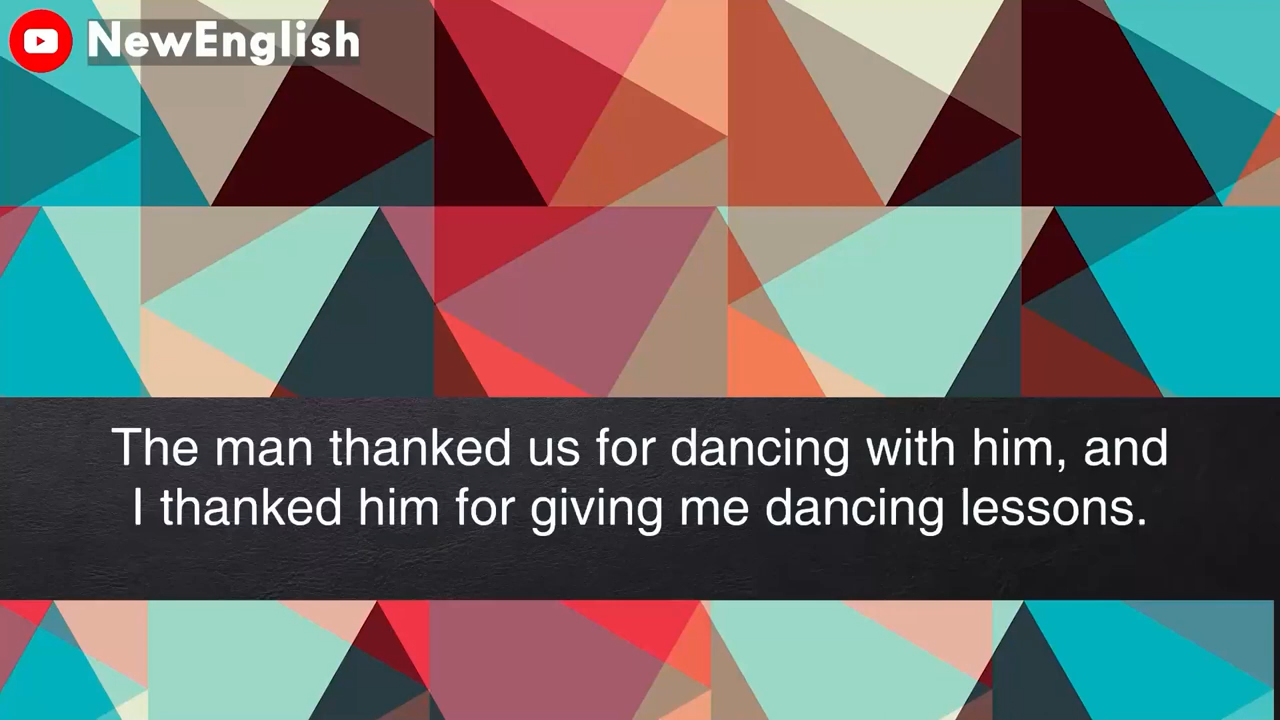 NewEnglish
The man thanked us for dancing with him, and
I thanked him for giving me dancing lessons.